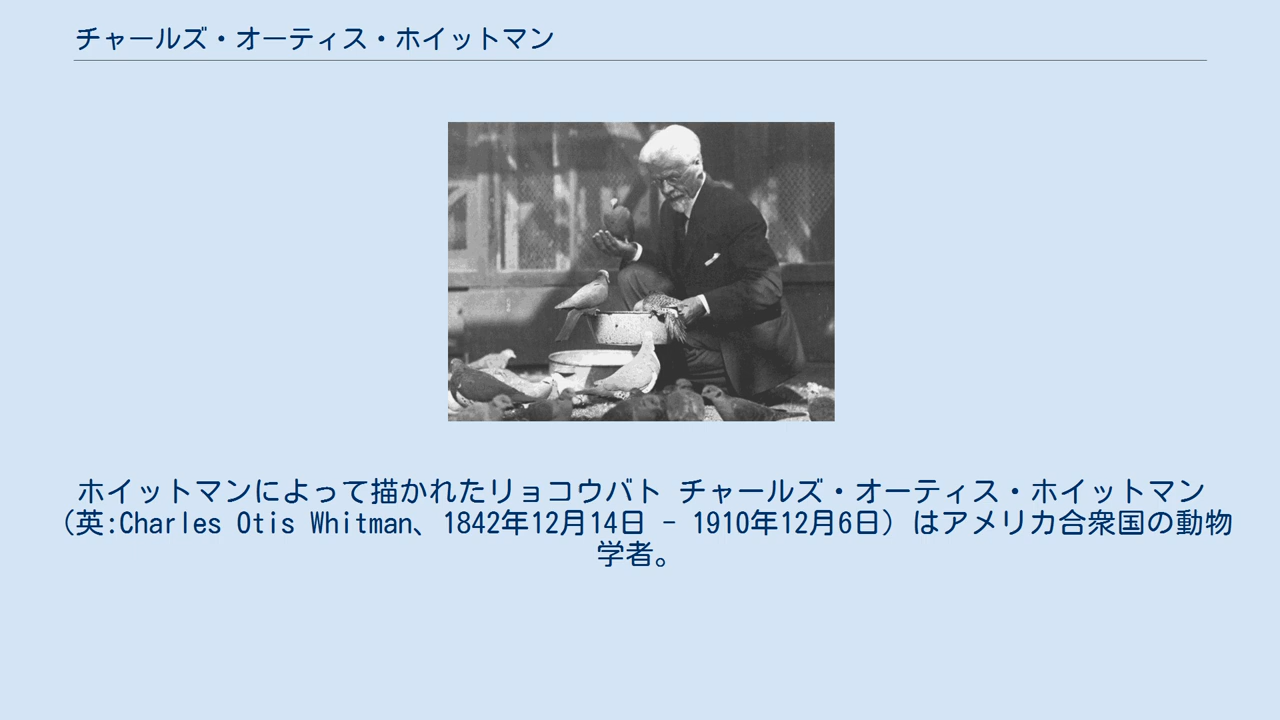 チャールズ・オーティス・ホイットマン
ホイットマンによって描かれたリョコウバト チャールズ・オーティス・ホイットマン
（英:Charles Otis Whitman、1842年12月14日 - 1910年12月6日）はアメリカ合衆国の動物
学者。